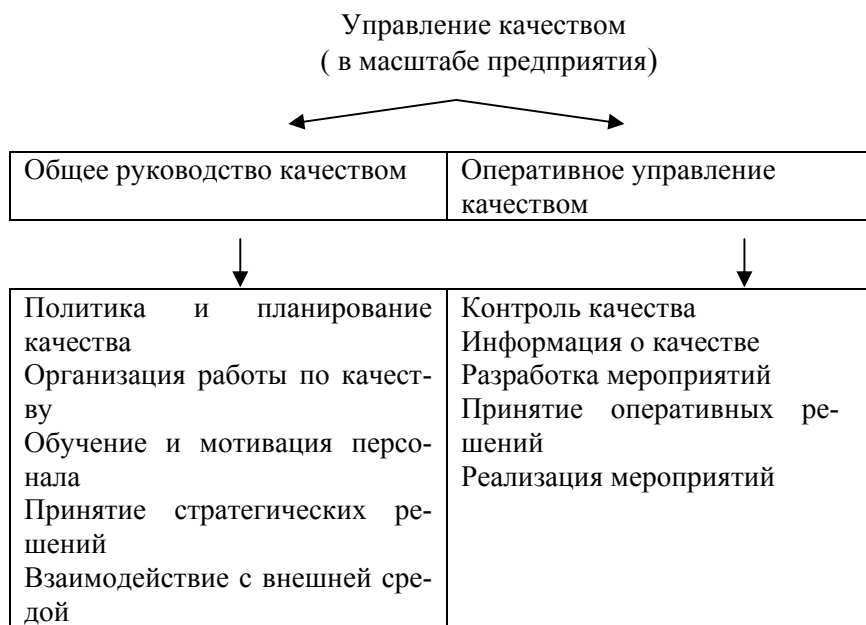 Управление качеством
( в масштабе предприятия)
Общее руководство качеством
Оперативное управление
качеством
Политика и планирование
качества
Организация работы по качест-
ву
Обучение и мотивация персо-
нала
Принятие стратегических ре-
шений
Взаимодействие с внешней сре-
дой
Контроль качества
Информация о качестве
Разработка мероприятий
Принятие оперативных ре-
шений
Реализация мероприятий